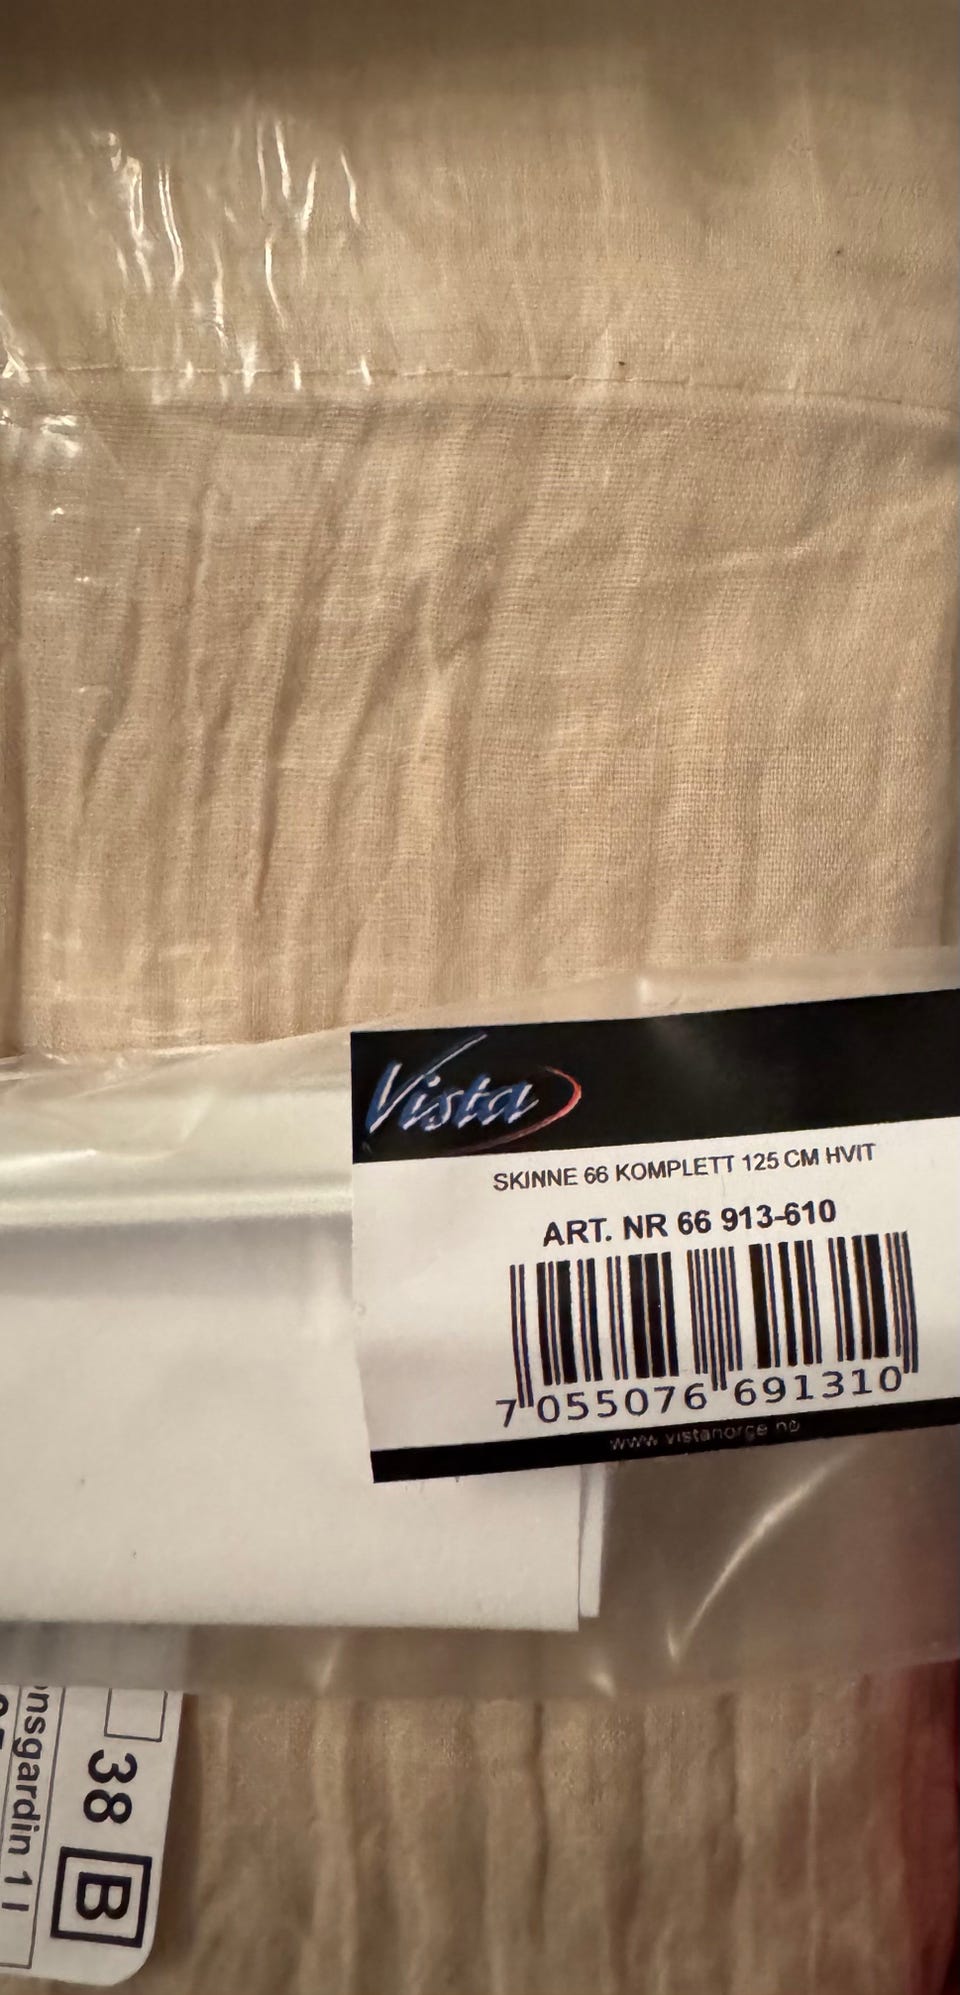 Vista
SKINNE 66 KOMPLETT 125 CM HVIT
ART. NR 66 913-610
7 055076 691310
www.vistanorge.no
38 B
nsgardin 1 l